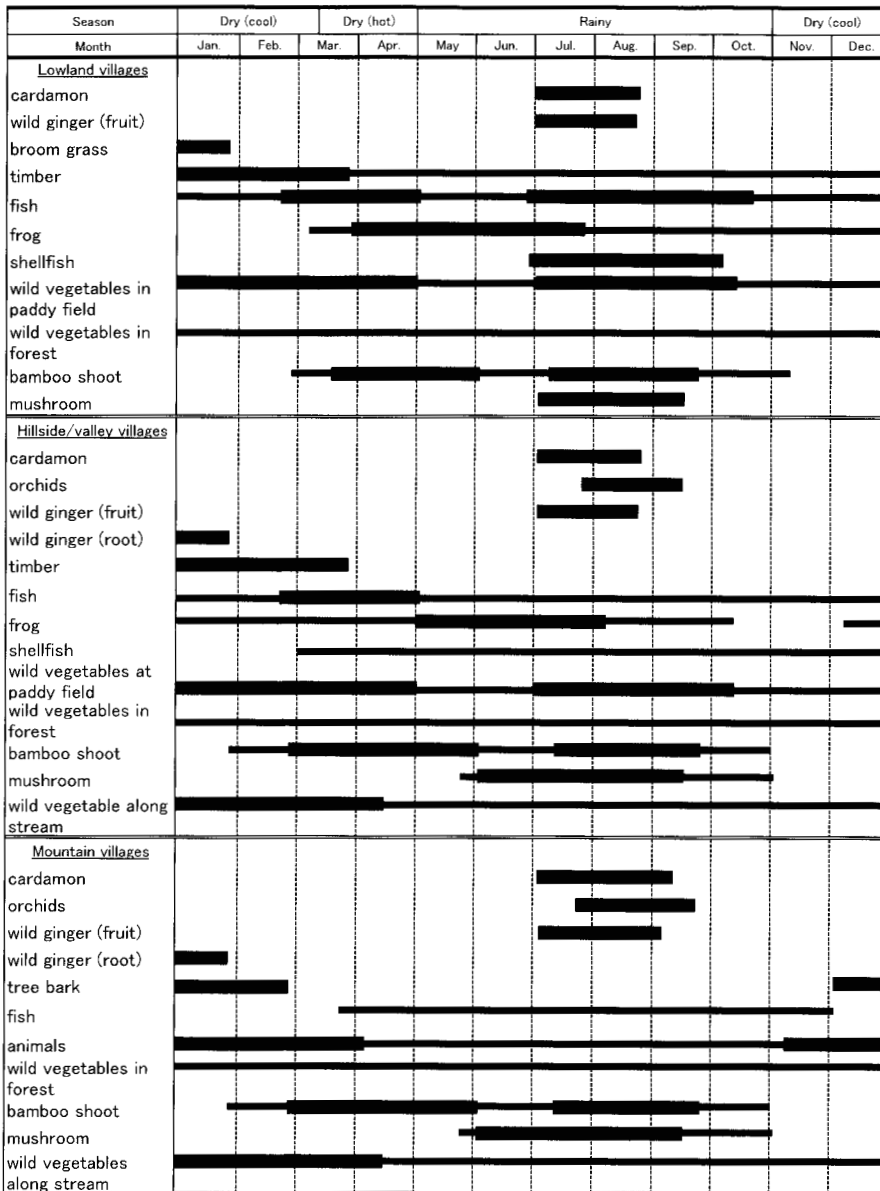 Season Dry (cool) Dry (hot) Rainy Dry (cool)
Month Jan. Feb. Mar. Apr. May Jun. Jul. Aug. Sep. Oct. Nov. Dec.
Lowland villages
cardamon
wild ginger (fruit)
broom grass
timber
fish
frog
shellfish
wild vegetables in
paddy field
wild vegetables in
forest
bamboo shoot
mushroom
Hillside/valley villages
cardamon
orchids
wild ginger (fruit)
wild ginger (root)
timber
fish
frog
shellfish
wild vegetables at
paddy field
wild vegetables in
forest
bamboo shoot
mushroom
wild vegetable along
stream
Mountain villages
cardamon
orchids
wild ginger (fruit)
wild ginger (root)
tree bark
fish
animals
wild vegetables in
forest
bamboo shoot
mushroom
wild vegetables
along stream